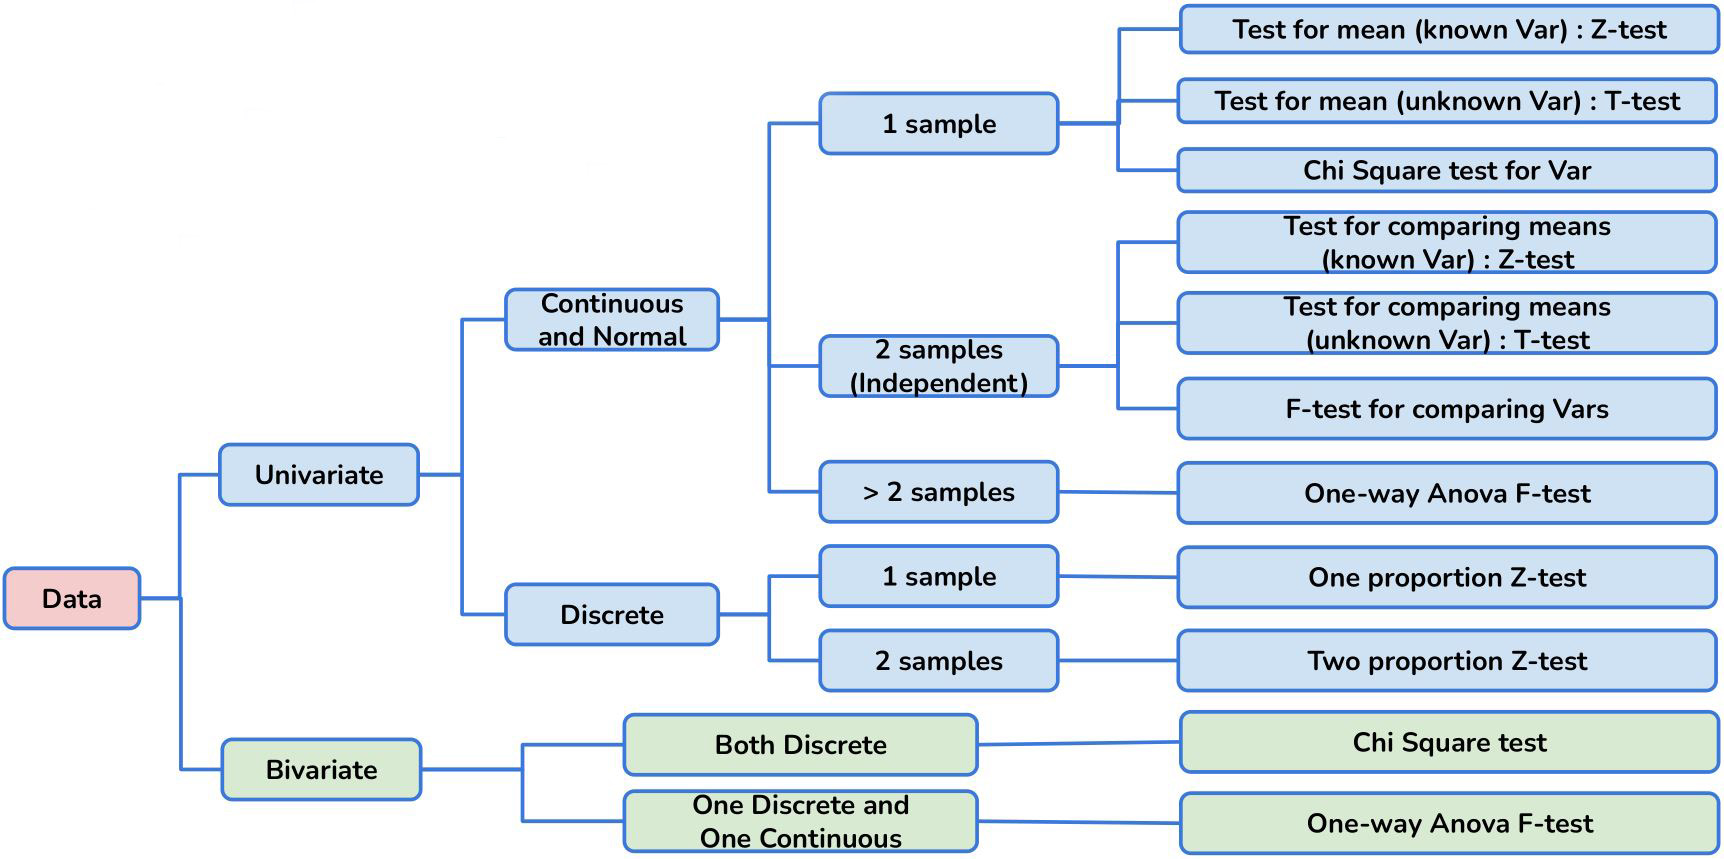 Data
Univariate
Continuous
and Normal
1 sample
Test for mean (known Var) : Z-test
Test for mean (unknown Var) : T-test
Chi Square test for Var
2 samples
(Independent)
Test for comparing means
(known Var) : Z-test
Test for comparing means
(unknown Var) : T-test
F-test for comparing Vars
> 2 samples
One-way Anova F-test
Discrete
1 sample
One proportion Z-test
2 samples
Two proportion Z-test
Bivariate
Both Discrete
Chi Square test
One Discrete and
One Continuous
One-way Anova F-test